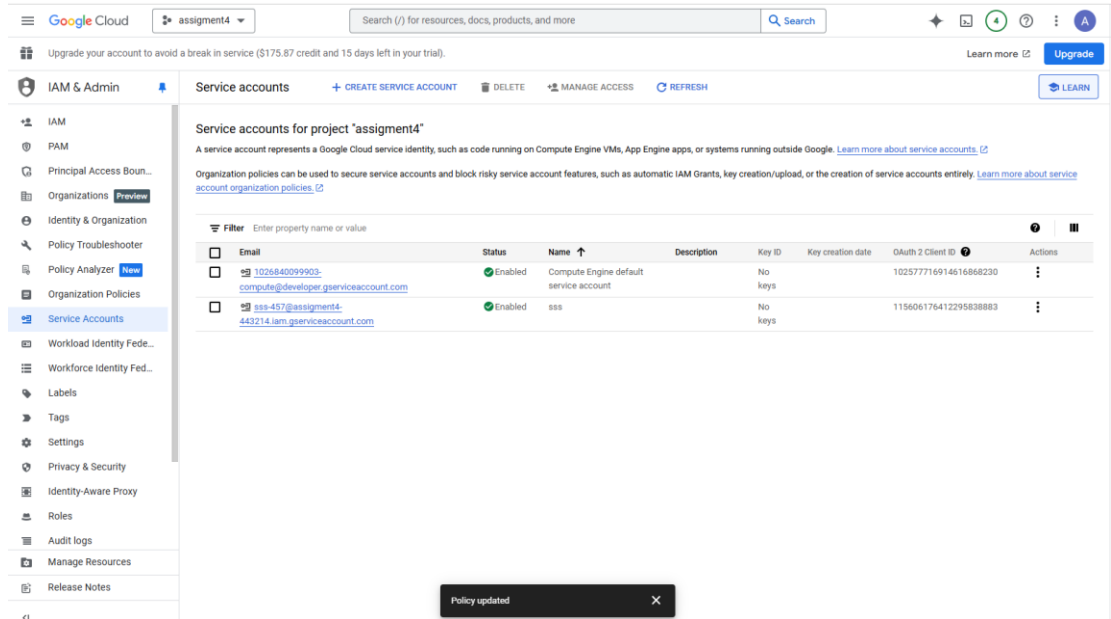 Google Cloud
assigment4
Search (/) for resources, docs, products, and more
Search
4
A
Upgrade your account to avoid a break in service ($175.87 credit and 15 days left in your trial).
Learn more
Upgrade
IAM & Admin
Service accounts
+ CREATE SERVICE ACCOUNT
DELETE
MANAGE ACCESS
REFRESH
LEARN
IAM
PAM
Principal Access Boun...
Organizations Preview
Identity & Organization
Policy Troubleshooter
Policy Analyzer New
Organization Policies
Service Accounts
Workload Identity Fede...
Workforce Identity Fed...
Labels
Tags
Settings
Privacy & Security
Identity-Aware Proxy
Roles
Audit logs
Manage Resources
Release Notes
Service accounts for project "assigment4"
A service account represents a Google Cloud service identity, such as code running on Compute Engine VMs, App Engine apps, or systems running outside Google. Learn more about service accounts.
Organization policies can be used to secure service accounts and block risky service account features, such as automatic IAM Grants, key creation/upload, or the creation of service accounts entirely. Learn more about service
account organization policies.
Filter Enter property name or value
Email Status Name Description Key ID Key creation date OAuth 2 Client ID Actions
1026840099903- Enabled Compute Engine default No 102577716914616868230
compute@developer.gserviceaccount.com service account keys
sss-457@assigment4- Enabled sss No 115606176412295838883
443214.iam.gserviceaccount.com keys
Policy updated